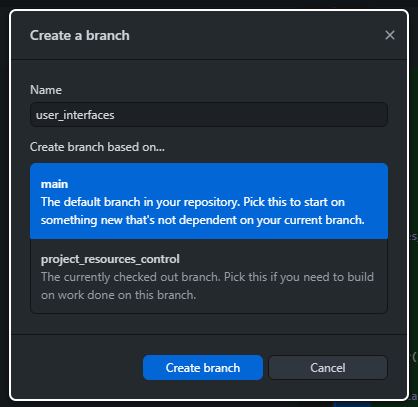 Create a branch
Name
user_interfaces
Create branch based on...
main
The default branch in your repository. Pick this to start on
something new that's not dependent on your current branch.
project_resources_control
The currently checked out branch. Pick this if you need to build
on work done on this branch.
Create branch
Cancel